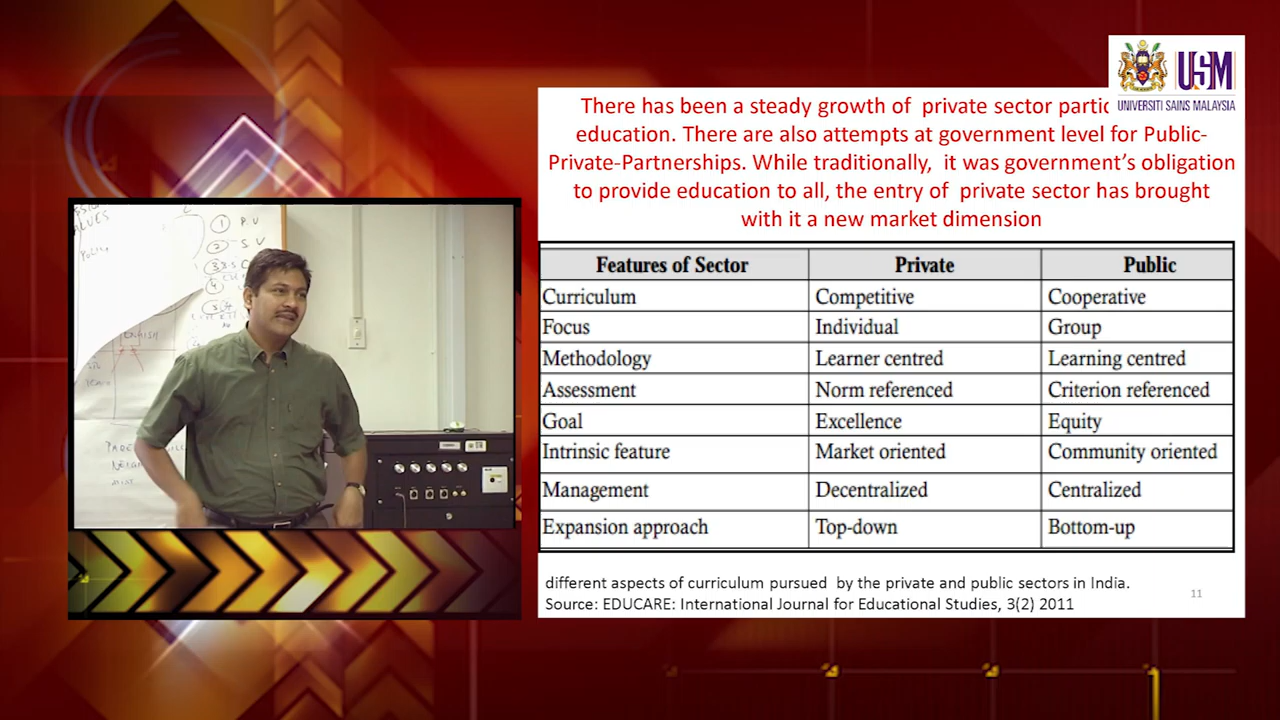 USM
UNIVERSITI SAINS MALAYSIA
There has been a steady growth of private sector
education. There are also attempts at government level for Public-
Private-Partnerships. While traditionally, it was government's obligation
to provide education to all, the entry of private sector has brought
with it a new market dimension
Features of Sector Private Public
Curriculum Competitive Cooperative
Focus Individual Group
Methodology Learner centred Learning centred
Assessment Norm referenced Criterion referenced
Goal Excellence Equity
Intrinsic feature Market oriented Community oriented
Management Decentralized Centralized
Expansion approach Top-down Bottom-up
different aspects of curriculum pursued by the private and public sectors in India.
Source: EDUCARE: International Journal for Educational Studies, 3(2) 2011
11
1 P.U
2 S.V
ENGLISH